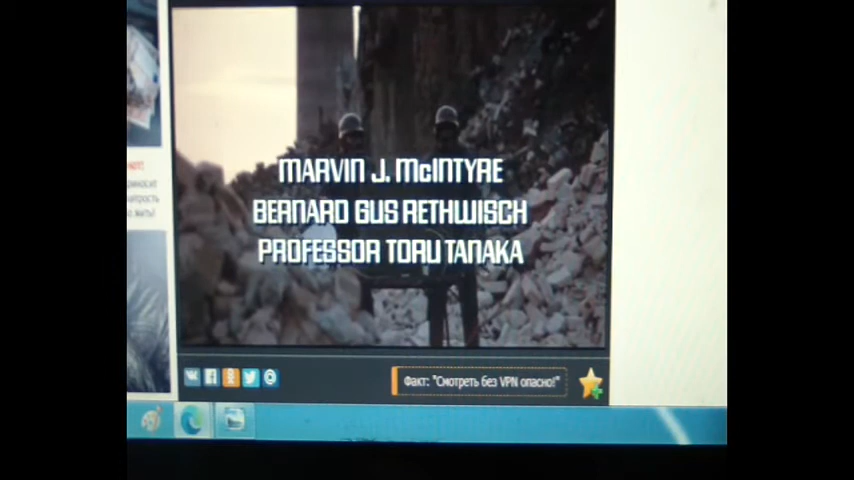 MARVIN J. McINTYRE
BERNARD GUS RETHWISCH
PROFESSOR TORU TANAKA
Факт: "Смотреть без VPN опасно!"